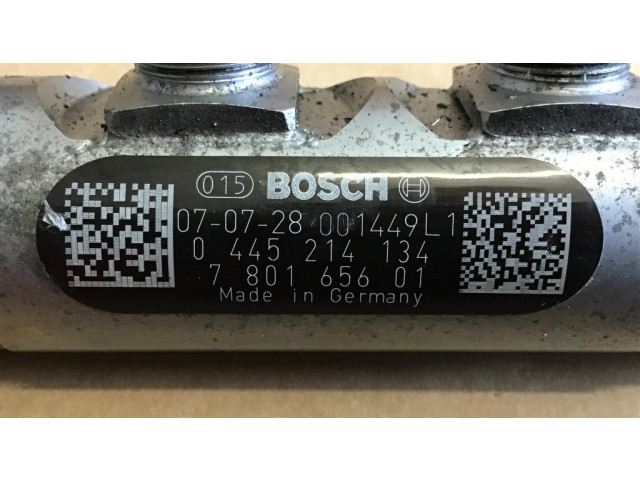 015 BOSCH
07-07-28 001449L1
0 445 214 134
7 801 656 01
Made in Germany